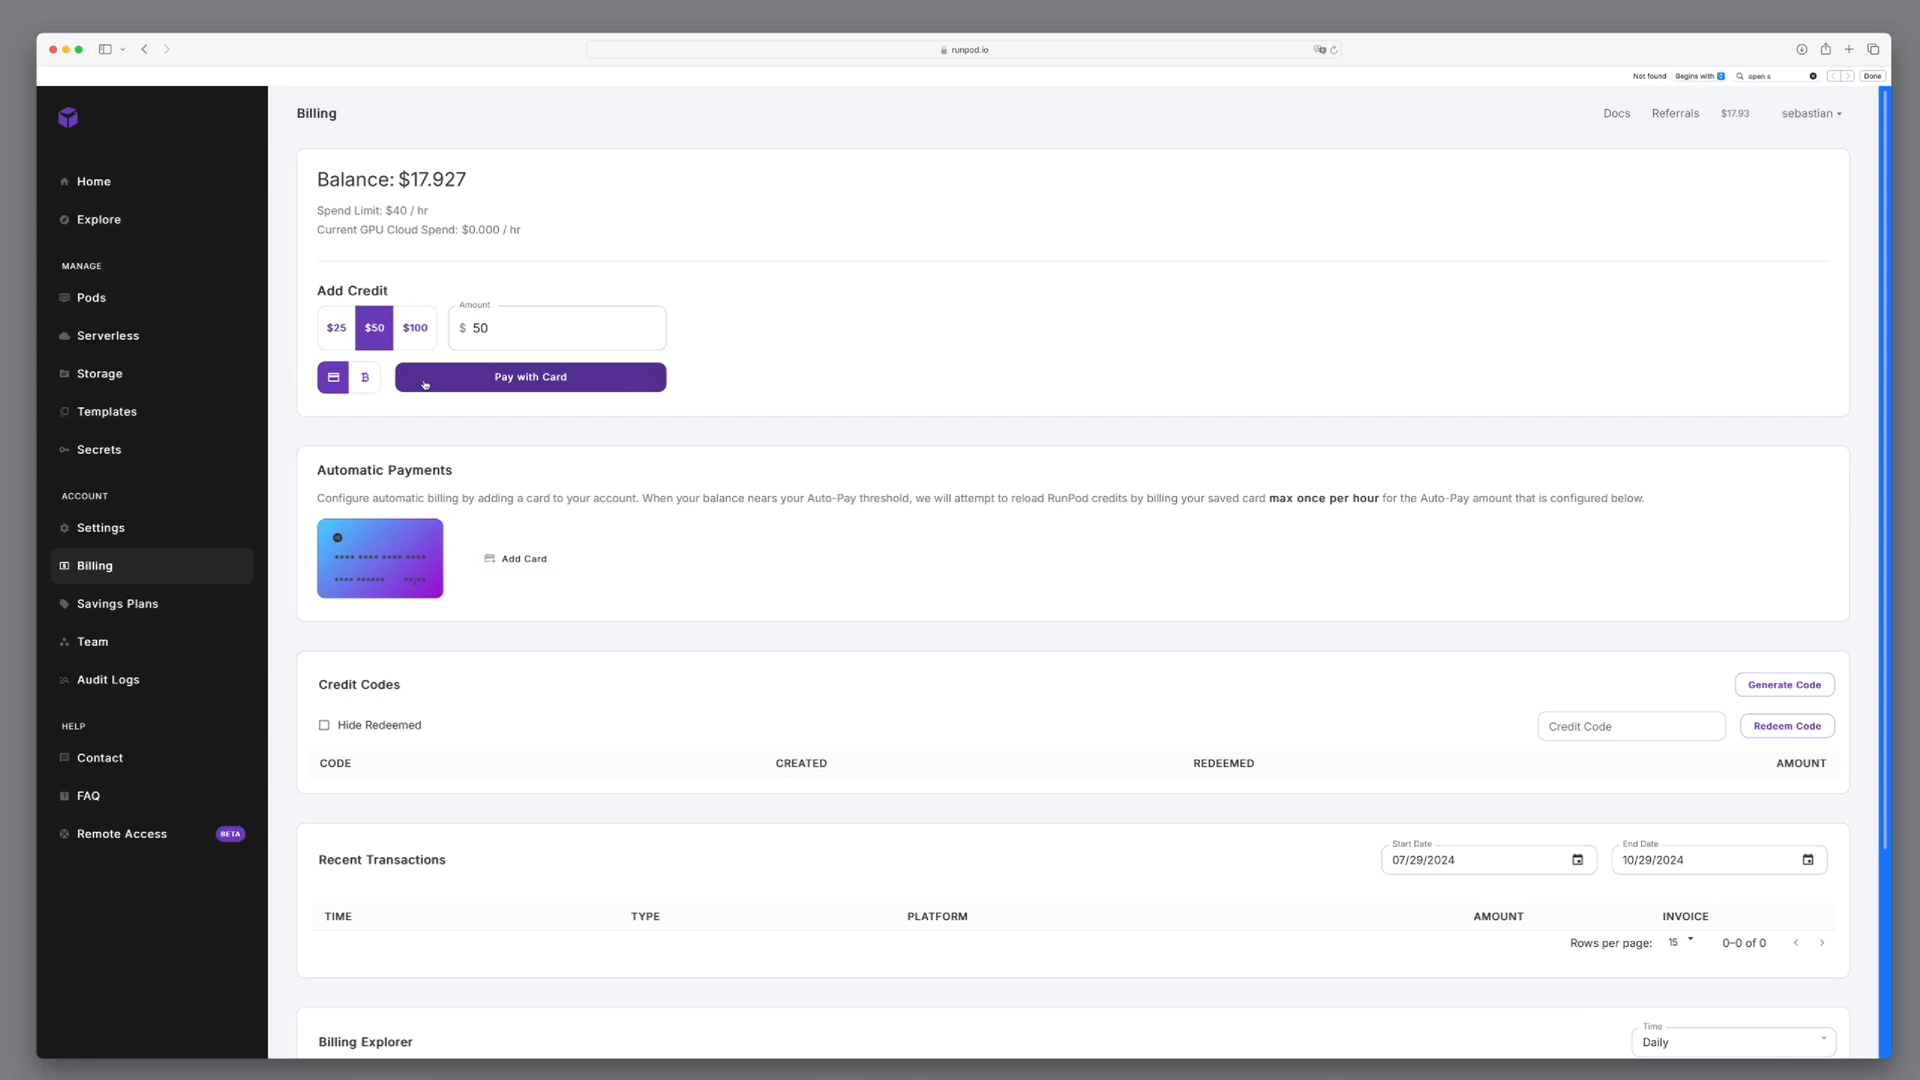 runpod.io
Not found
Begins with
open s
Done
Billing
Docs
Referrals
$17.93
sebastian
Home
Explore
MANAGE
Pods
Serverless
Storage
Templates
Secrets
ACCOUNT
Settings
Billing
Savings Plans
Team
Audit Logs
HELP
Contact
FAQ
Remote Access
BETA
Balance: $17.927
Spend Limit: $40 / hr
Current GPU Cloud Spend: $0.000 / hr
Add Credit
$25
$50
$100
Amount
$ 50
Pay with Card
Automatic Payments
Configure automatic billing by adding a card to your account. When your balance nears your Auto-Pay threshold, we will attempt to reload RunPod credits by billing your saved card max once per hour for the Auto-Pay amount that is configured below.
**** **** **** ****
**** ****** **/**
Add Card
Credit Codes
Generate Code
Hide Redeemed
Credit Code
Redeem Code
CODE
CREATED
REDEEMED
AMOUNT
Recent Transactions
Start Date
07/29/2024
End Date
10/29/2024
TIME
TYPE
PLATFORM
AMOUNT
INVOICE
Rows per page:
15
0–0 of 0
Billing Explorer
Time
Daily